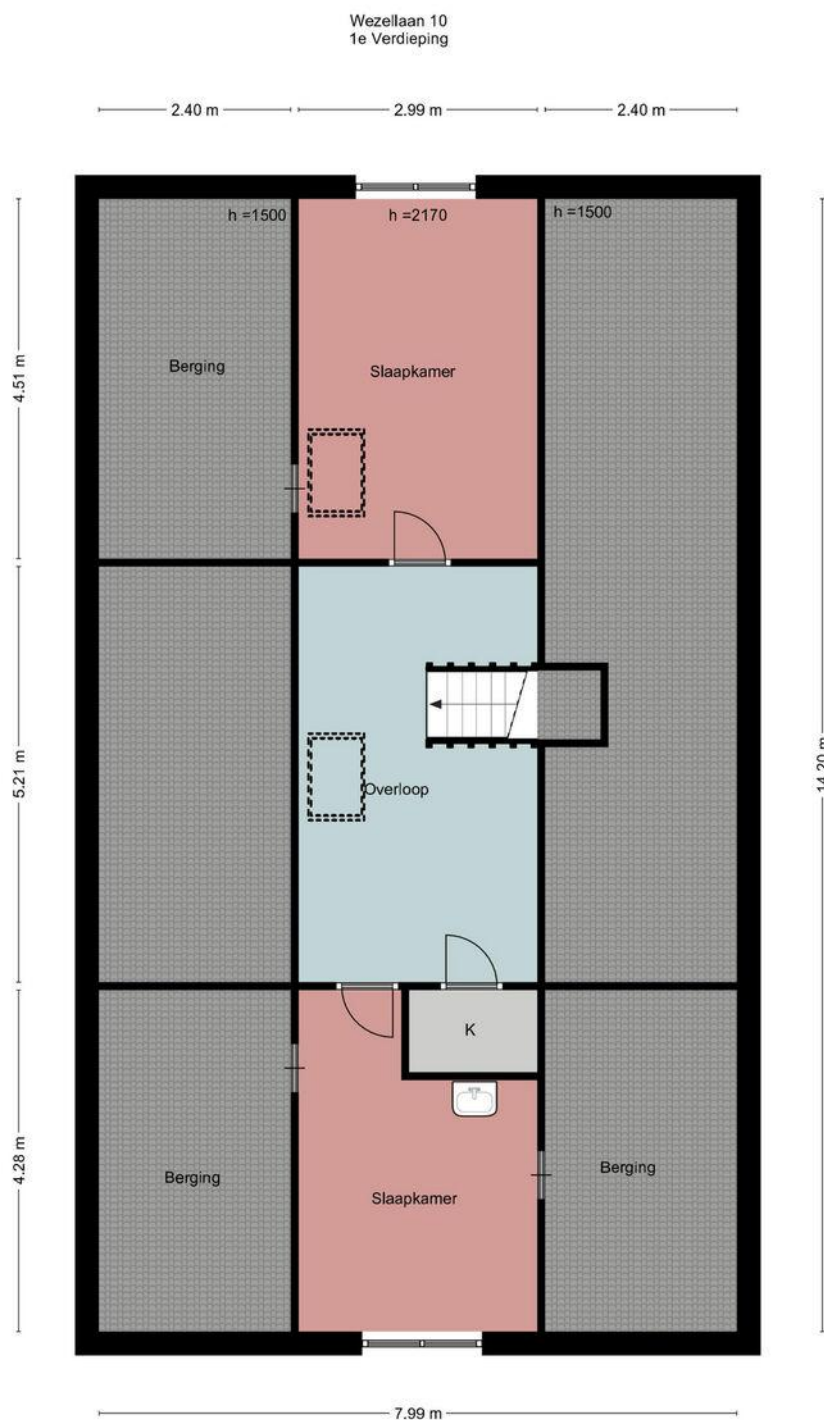 Wezellaan 10
1e Verdieping
2.40 m
2.99 m
2.40 m
h =1500
h =2170
h =1500
4.51 m
Berging
Slaapkamer
5.21 m
14.20 m
Overloop
K
4.28 m
Berging
Slaapkamer
Berging
7.99 m